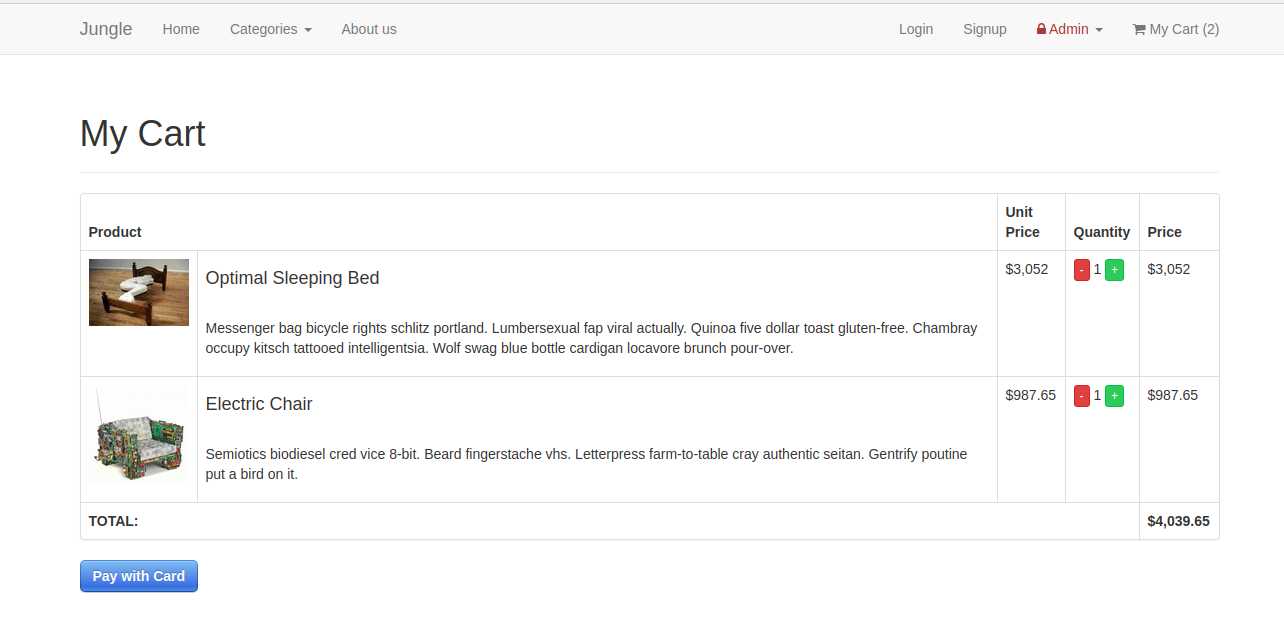 Jungle Home Categories About us Login Signup Admin My Cart (2)
My Cart
Product Unit Price Quantity Price
Optimal Sleeping Bed $3,052 - 1 + $3,052
Messenger bag bicycle rights schlitz portland. Lumbersexual fap viral actually. Quinoa five dollar toast gluten-free. Chambray
occupy kitsch tattooed intelligentsia. Wolf swag blue bottle cardigan locavore brunch pour-over.
Electric Chair $987.65 - 1 + $987.65
Semiotics biodiesel cred vice 8-bit. Beard fingerstache vhs. Letterpress farm-to-table cray authentic seitan. Gentrify poutine
put a bird on it.
TOTAL: $4,039.65
Pay with Card